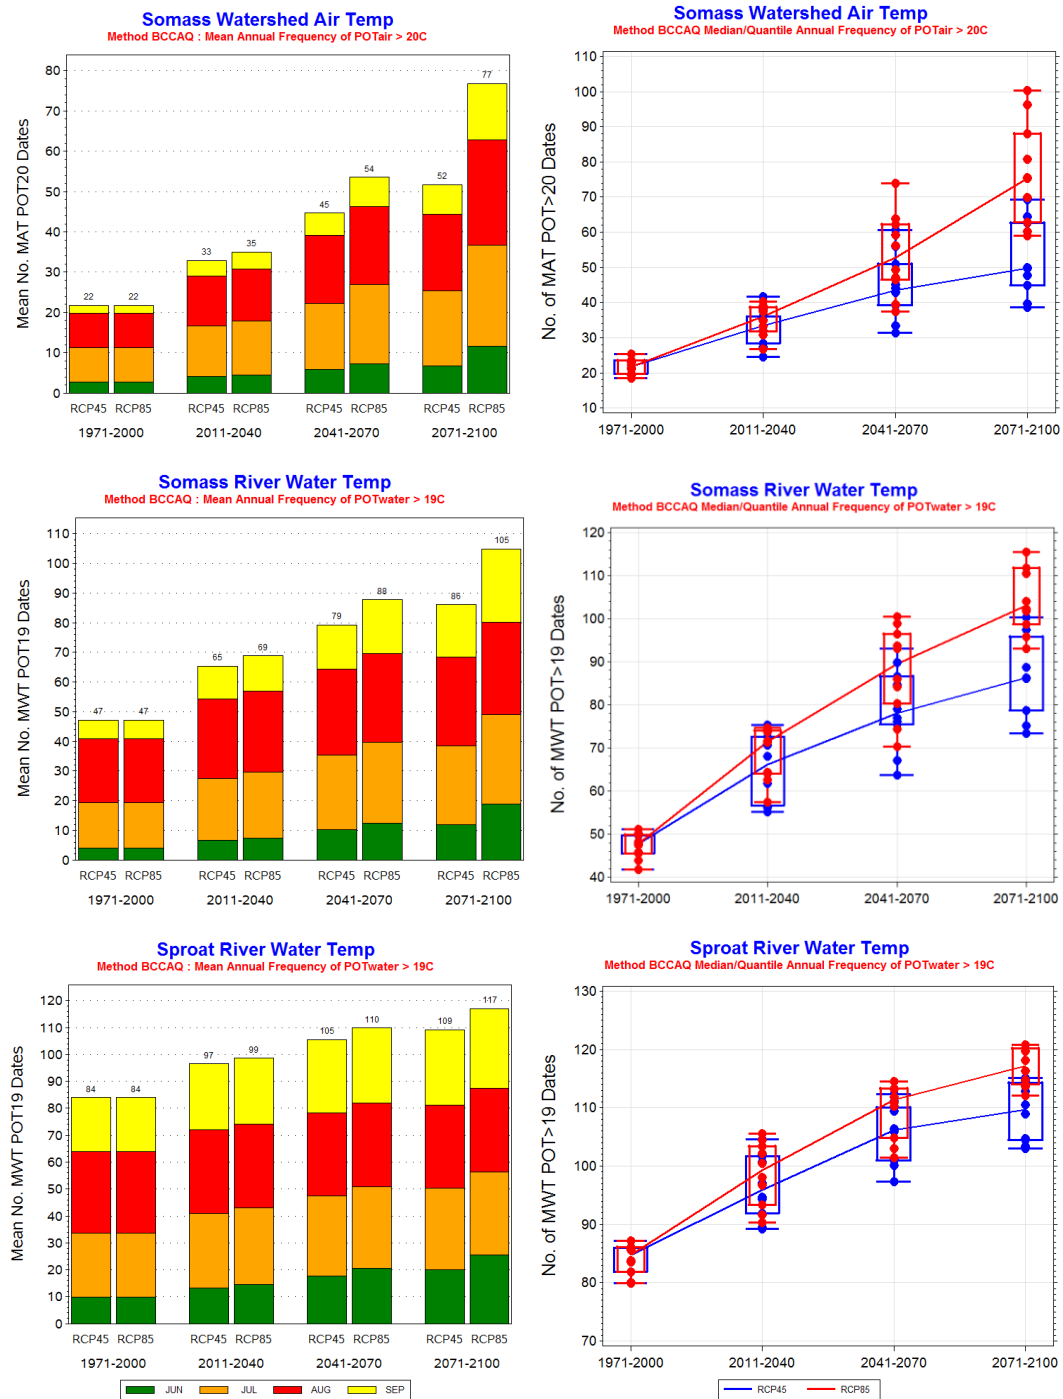 Somass Watershed Air Temp
Method BCCAQ : Mean Annual Frequency of POTair > 20C
Mean No. MAT POT20 Dates
80
70
60
50
40
30
20
10
0
22
22
33
35
45
54
52
77
RCP45 RCP85 RCP45 RCP85 RCP45 RCP85 RCP45 RCP85
1971-2000 2011-2040 2041-2070 2071-2100
Somass Watershed Air Temp
Method BCCAQ Median/Quantile Annual Frequency of POTair > 20C
No. of MAT POT>20 Dates
110
100
90
80
70
60
50
40
30
20
10
1971-2000 2011-2040 2041-2070 2071-2100
Somass River Water Temp
Method BCCAQ : Mean Annual Frequency of POTwater > 19C
Mean No. MWT POT19 Dates
110
100
90
80
70
60
50
40
30
20
10
0
47
47
65
69
79
88
86
105
79
RCP45 RCP85 RCP45 RCP85 RCP45 RCP85 RCP45 RCP85
1971-2000 2011-2040 2041-2070 2071-2100
Somass River Water Temp
Method BCCAQ Median/Quantile Annual Frequency of POTwater > 19C
No. of MWT POT>19 Dates
120
110
100
90
80
70
60
50
40
1971-2000 2011-2040 2041-2070 2071-2100
Sproat River Water Temp
Method BCCAQ : Mean Annual Frequency of POTwater > 19C
Mean No. MWT POT19 Dates
120
110
100
90
80
70
60
50
40
30
20
10
0
84
84
97
99
105
110
109
117
RCP45 RCP85 RCP45 RCP85 RCP45 RCP85 RCP45 RCP85
1971-2000 2011-2040 2041-2070 2071-2100
JUN JUL AUG SEP
Sproat River Water Temp
Method BCCAQ Median/Quantile Annual Frequency of POTwater > 19C
No. of MWT POT>19 Dates
130
120
110
100
90
80
70
1971-2000 2011-2040 2041-2070 2071-2100
RCP45 RCP85